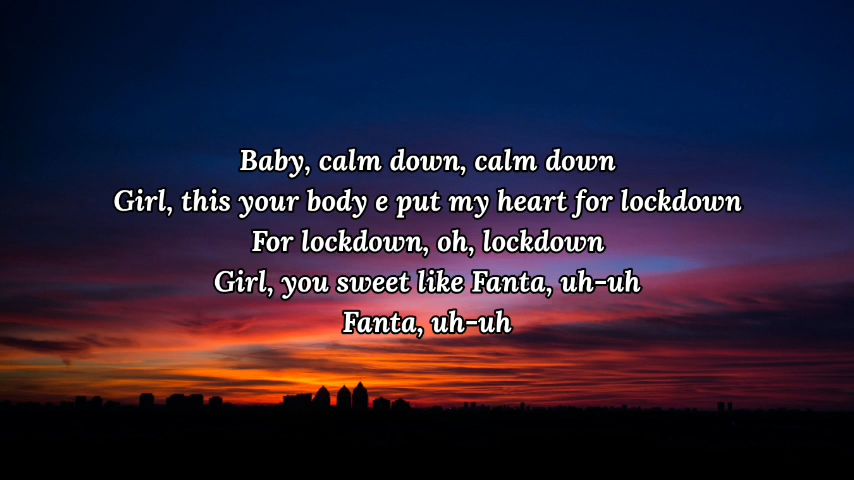 Baby, calm down, calm down
Girl, this your body e put my heart for lockdown
For lockdown, oh, lockdown
Girl, you sweet like Fanta, uh-uh
Fanta, uh-uh